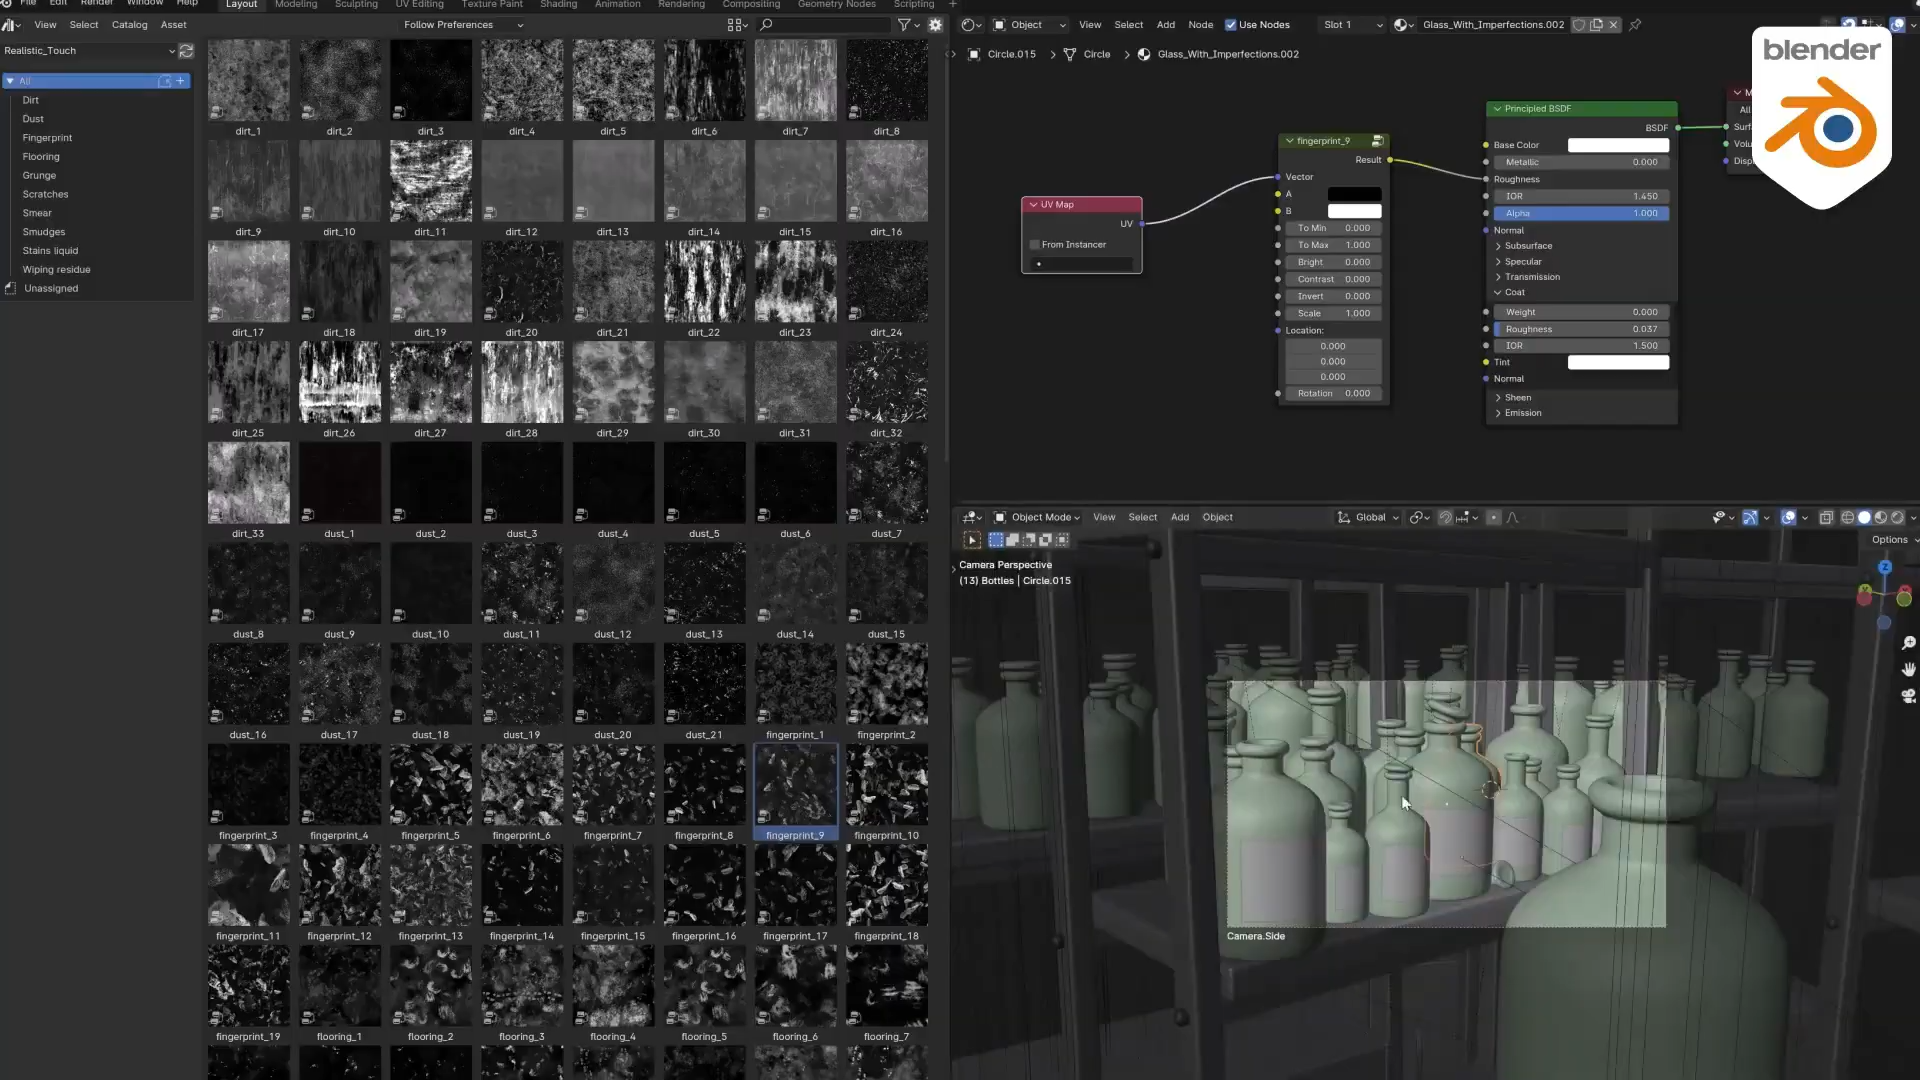 File Edit Render Window Help Layout Modeling Sculpting UV Editing Texture Paint Shading Animation Rendering Compositing Geometry Nodes Scripting +
View Select Catalog Asset Follow Preferences
Realistic_Touch
All
Dirt
Dust
Fingerprint
Flooring
Grunge
Scratches
Smear
Smudges
Stains liquid
Wiping residue
Unassigned
dirt_1 dirt_2 dirt_3 dirt_4 dirt_5 dirt_6 dirt_7 dirt_8
dirt_9 dirt_10 dirt_11 dirt_12 dirt_13 dirt_14 dirt_15 dirt_16
dirt_17 dirt_18 dirt_19 dirt_20 dirt_21 dirt_22 dirt_23 dirt_24
dirt_25 dirt_26 dirt_27 dirt_28 dirt_29 dirt_30 dirt_31 dirt_32
dirt_33 dust_1 dust_2 dust_3 dust_4 dust_5 dust_6 dust_7
dust_8 dust_9 dust_10 dust_11 dust_12 dust_13 dust_14 dust_15
dust_16 dust_17 dust_18 dust_19 dust_20 dust_21 fingerprint_1 fingerprint_2
fingerprint_3 fingerprint_4 fingerprint_5 fingerprint_6 fingerprint_7 fingerprint_8 fingerprint_9 fingerprint_10
fingerprint_11 fingerprint_12 fingerprint_13 fingerprint_14 fingerprint_15 fingerprint_16 fingerprint_17 fingerprint_18
fingerprint_19 flooring_1 flooring_2 flooring_3 flooring_4 flooring_5 flooring_6 flooring_7
Object View Select Add Node Use Nodes Slot 1 Glass_With_Imperfections.002
Circle.015 Circle Glass_With_Imperfections.002
UV Map
UV
From Instancer
fingerprint_9
Result
Vector
A
B
To Min 0.000
To Max 1.000
Bright 0.000
Contrast 0.000
Invert 0.000
Scale 1.000
Location:
0.000
0.000
0.000
Rotation 0.000
Principled BSDF
BSDF
Base Color
Metallic 0.000
Roughness
IOR 1.450
Alpha 1.000
Normal
Subsurface
Specular
Transmission
Coat
Weight 0.000
Roughness 0.037
IOR 1.500
Tint
Normal
Sheen
Emission
M
All
Surf
Volu
Disp
blender
Object Mode View Select Add Object Global
Options
Camera Perspective
(13) Bottles | Circle.015
Z
Camera.Side